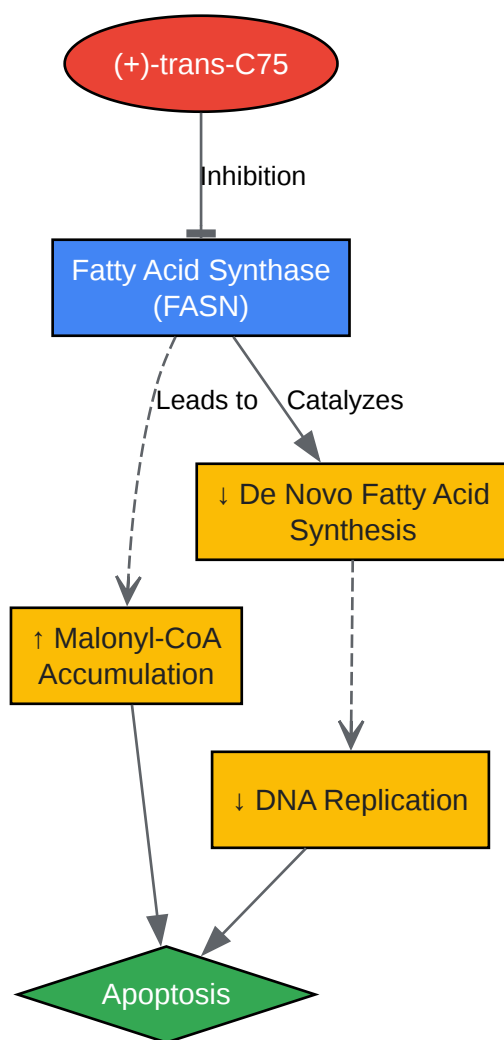 (+)-trans-C75
Inhibition
Fatty Acid Synthase
(FASN)
Leads to
Catalyzes
↓ De Novo Fatty Acid
Synthesis
↑ Malonyl-CoA
Accumulation
↓ DNA Replication
Apoptosis